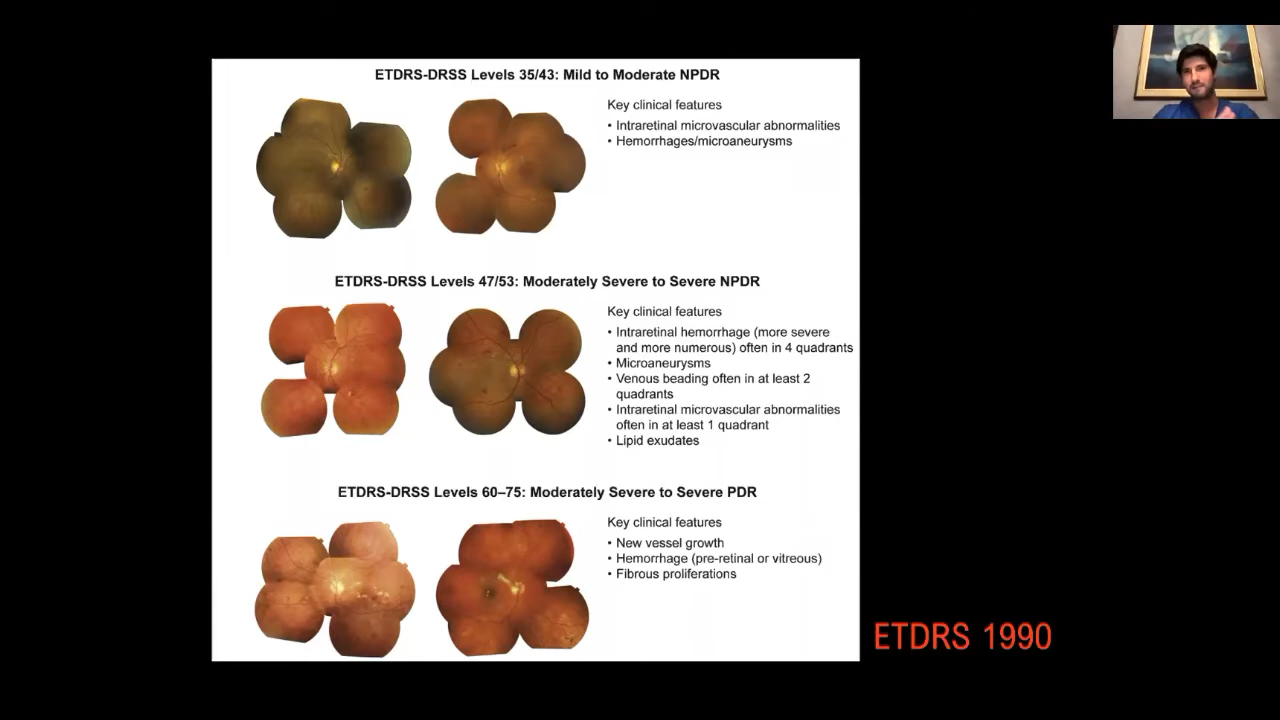 ETDRS-DRSS Levels 35/43: Mild to Moderate NPDR
Key clinical features
• Intraretinal microvascular abnormalities
• Hemorrhages/microaneurysms
ETDRS-DRSS Levels 47/53: Moderately Severe to Severe NPDR
Key clinical features
• Intraretinal hemorrhage (more severe
and more numerous) often in 4 quadrants
• Microaneurysms
• Venous beading often in at least 2
quadrants
• Intraretinal microvascular abnormalities
often in at least 1 quadrant
• Lipid exudates
ETDRS-DRSS Levels 60–75: Moderately Severe to Severe PDR
Key clinical features
• New vessel growth
• Hemorrhage (pre-retinal or vitreous)
• Fibrous proliferations
ETDRS 1990